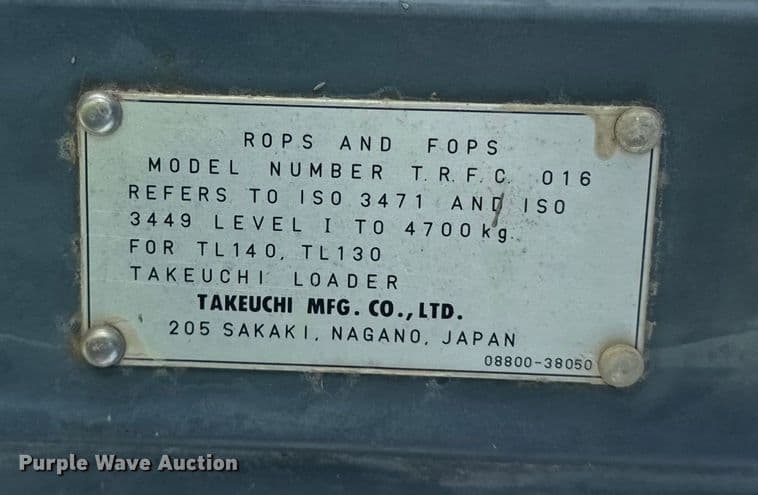 ROPS AND FOPS
MODEL NUMBER T.R.F.C. 016
REFERS TO ISO 3471 AND ISO
3449 LEVEL I TO 4700kg.
FOR TL140, TL130
TAKEUCHI LOADER
TAKEUCHI MFG. CO., LTD.
205 SAKAKI, NAGANO, JAPAN
08800-38050
Purple Wave Auction